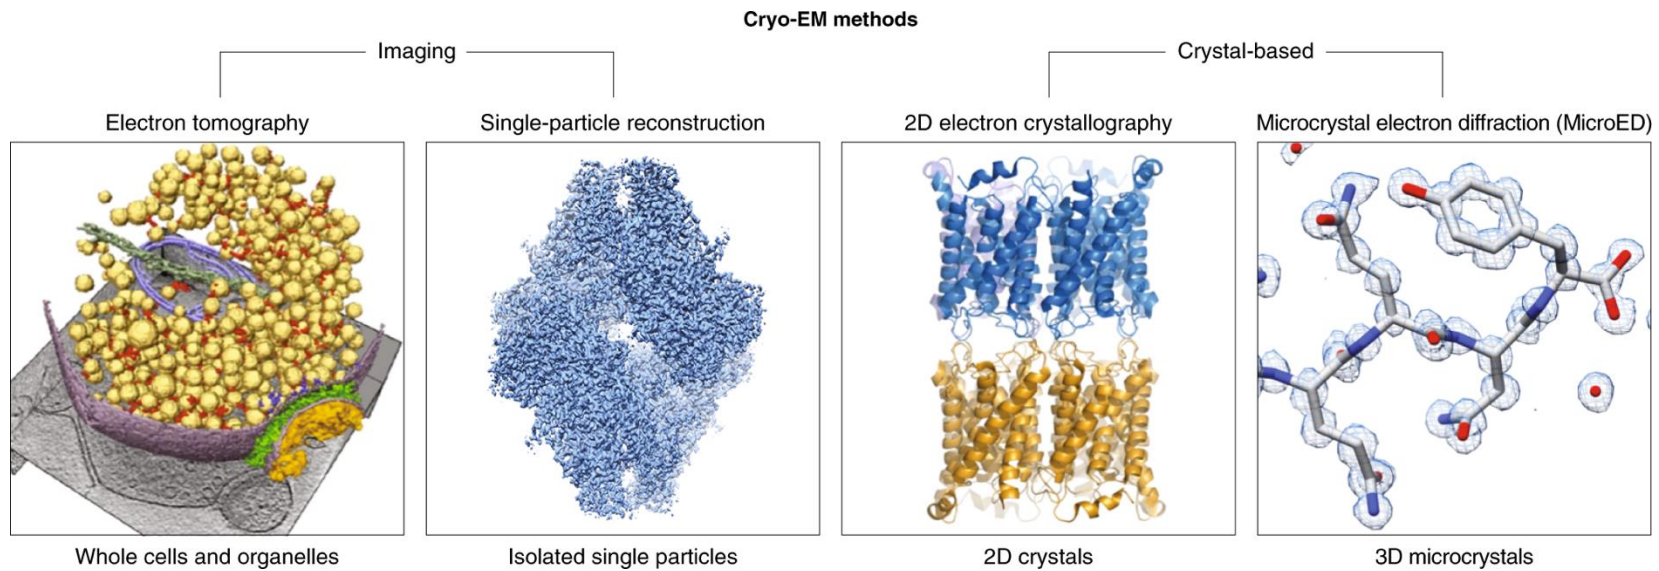 Cryo-EM methods
Imaging
Crystal-based
Electron tomography
Single-particle reconstruction
2D electron crystallography
Microcrystal electron diffraction (MicroED)
Whole cells and organelles
Isolated single particles
2D crystals
3D microcrystals